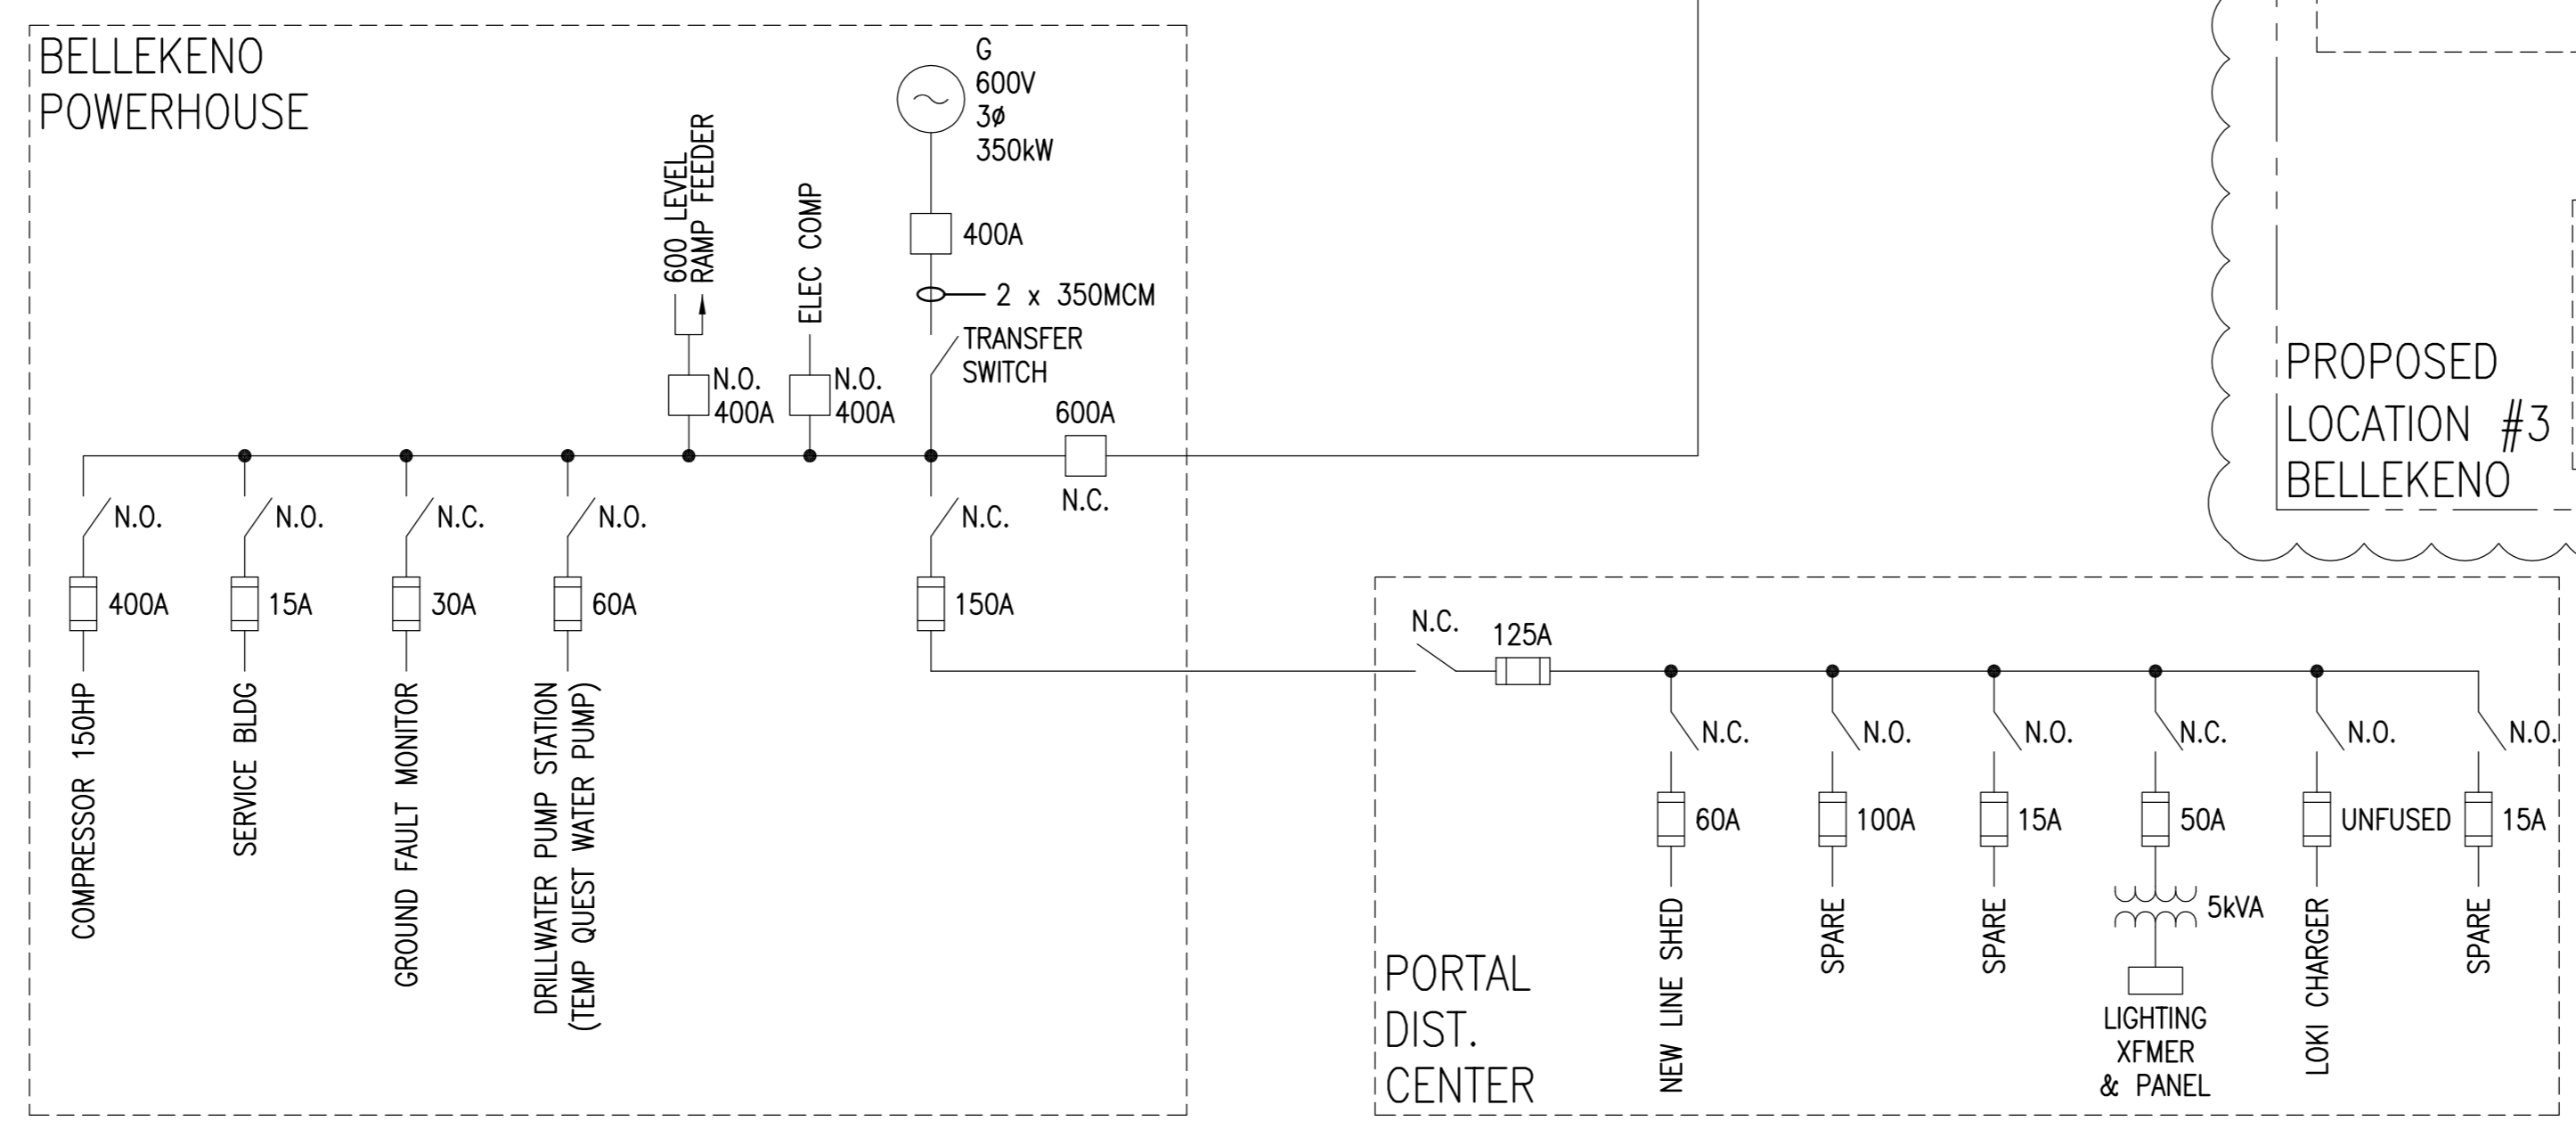 BELLEKENO
POWERHOUSE
G
600V
3ø
350kW
400A
2 x 350MCM
TRANSFER
SWITCH
600 LEVEL
RAMP FEEDER
N.O.
400A
ELEC COMP
N.O.
400A
600A
N.C.
N.O.
400A
COMPRESSOR 150HP
N.O.
15A
SERVICE BLDG
N.C.
30A
GROUND FAULT MONITOR
N.O.
60A
DRILLWATER PUMP STATION
(TEMP QUEST WATER PUMP)
N.C.
150A
PROPOSED
LOCATION #3
BELLEKENO
PORTAL
DIST.
CENTER
N.C.
125A
N.C.
60A
NEW LINE SHED
N.O.
100A
SPARE
N.O.
15A
SPARE
N.C.
50A
5kVA
LIGHTING
XFMER
& PANEL
N.O.
UNFUSED
LOKI CHARGER
N.O.
15A
SPARE